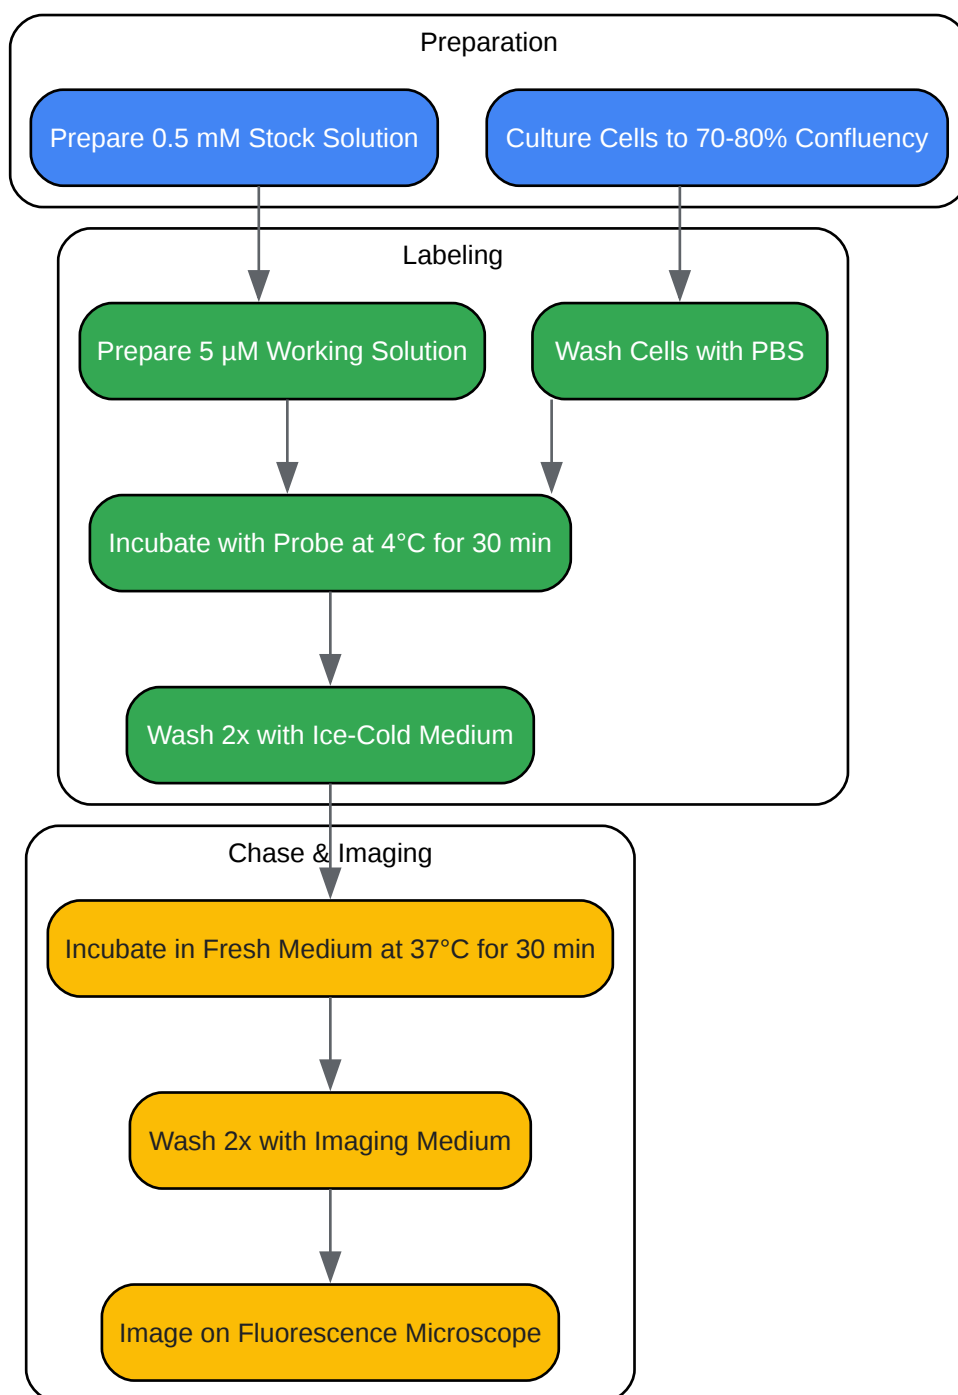 Preparation
Prepare 0.5 mM Stock Solution
Culture Cells to 70-80% Confluency
Labeling
Prepare 5 µM Working Solution
Wash Cells with PBS
Incubate with Probe at 4°C for 30 min
Wash 2x with Ice-Cold Medium
Chase & Imaging
Incubate in Fresh Medium at 37°C for 30 min
Wash 2x with Imaging Medium
Image on Fluorescence Microscope